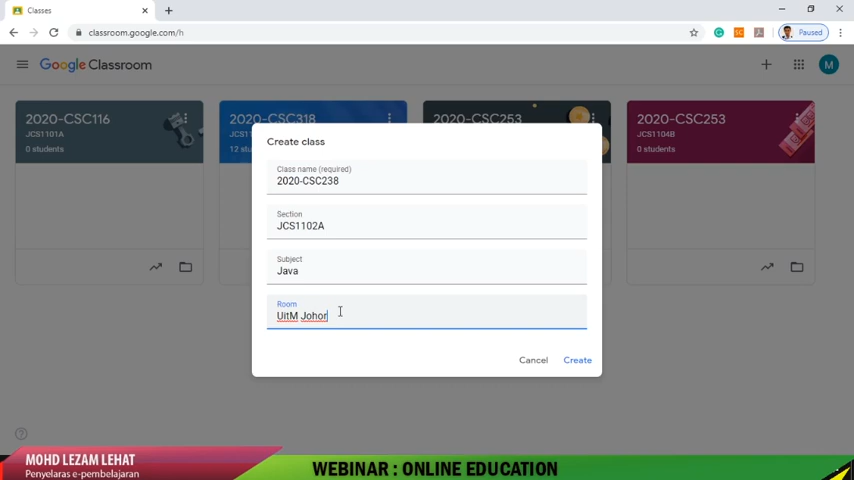 Classes
classroom.google.com/h
Paused
Google Classroom
M
2020-CSC116
JCS1101A
0 students
2020-CSC318
JCS11
12 stu
2020-CSC253
2020-CSC253
JCS1104B
0 students
Create class
Class name (required)
2020-CSC238
Section
JCS1102A
Subject
Java
Room
UitM Johor
Cancel
Create
MOHD LEZAM LEHAT
Penyelaras e-pembelajaran
WEBINAR : ONLINE EDUCATION